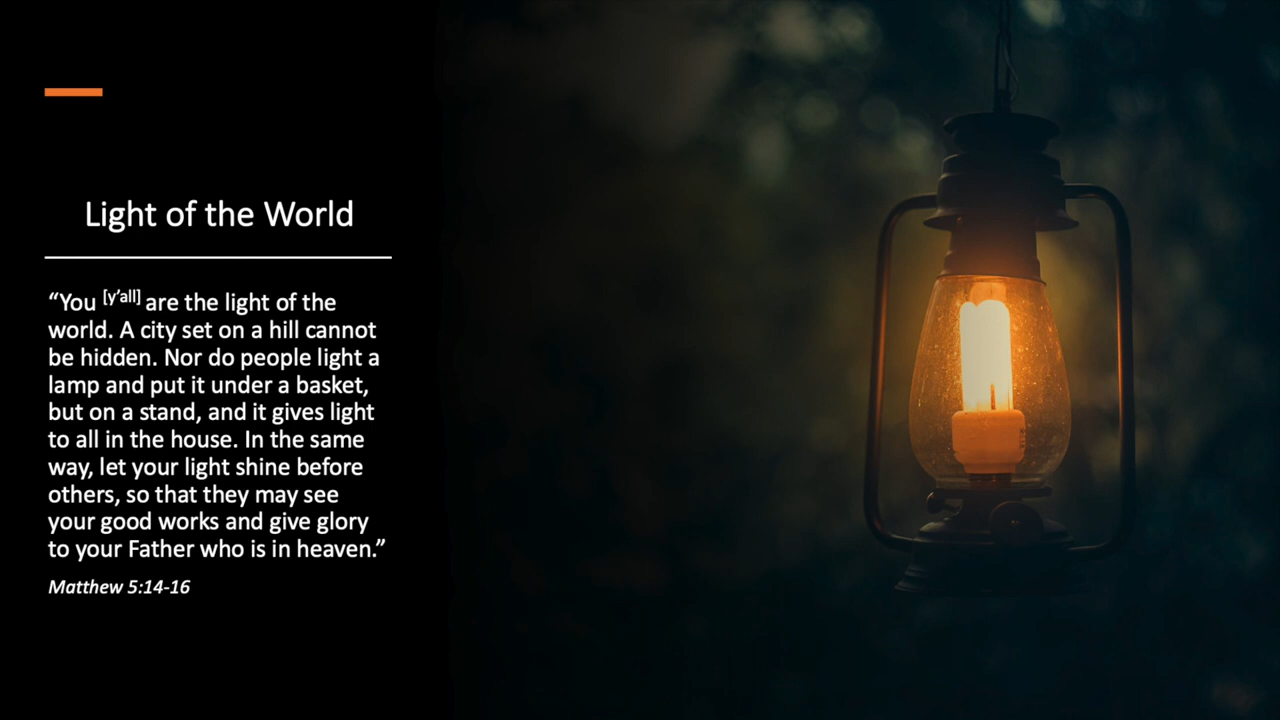 Light of the World
“You [y’all] are the light of the
world. A city set on a hill cannot
be hidden. Nor do people light a
lamp and put it under a basket,
but on a stand, and it gives light
to all in the house. In the same
way, let your light shine before
others, so that they may see
your good works and give glory
to your Father who is in heaven.”
Matthew 5:14-16